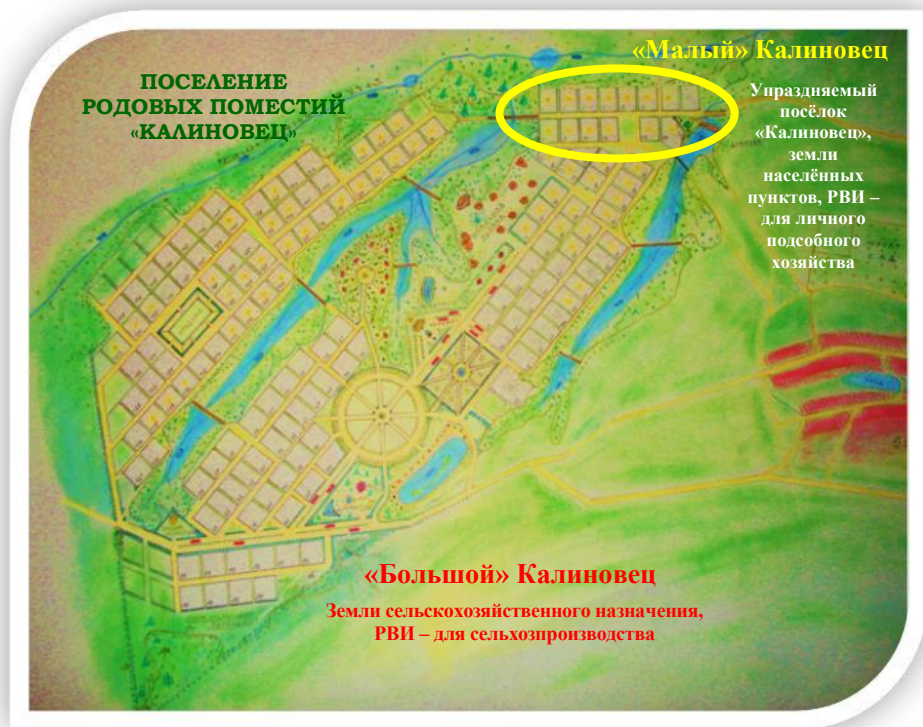 «Малый» Калиновец
ПОСЕЛЕНИЕ
РОДОВЫХ ПОМЕСТИЙ
«КАЛИНОВЕЦ»
Упраздняемый
посёлок
«Калиновец»,
земли
населённых
пунктов, РВИ –
для личного
подсобного
хозяйства
«Большой» Калиновец
Земли сельскохозяйственного назначения,
РВИ – для сельхозпроизводства